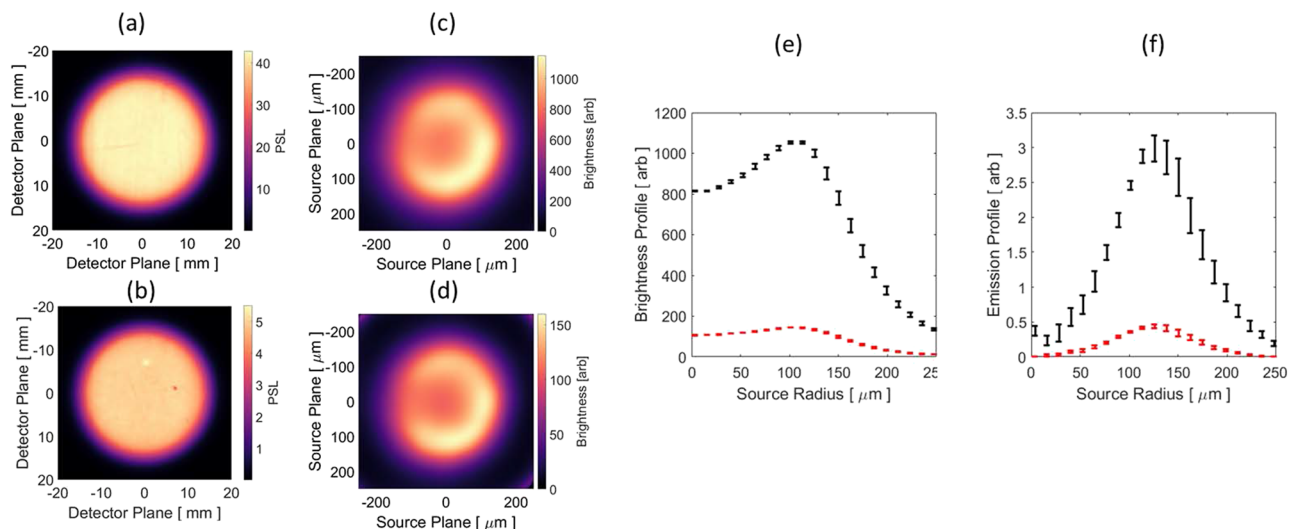 (a)
-20
-10
0
10
20
Detector Plane [ mm ]
-20 -10 0 10 20
Detector Plane [ mm ]
40
30
20
10
PSL
(b)
-20
-10
0
10
20
Detector Plane [ mm ]
-20 -10 0 10 20
Detector Plane [ mm ]
5
4
3
2
1
PSL
(c)
-200
-100
0
100
200
Source Plane [ μm ]
-200 0 200
Source Plane [ μm ]
1000
800
600
400
200
0
Brightness [arb]
(d)
-200
-100
0
100
200
Source Plane [ μm ]
-200 0 200
Source Plane [ μm ]
150
100
50
0
Brightness [arb]
(e)
1200
1000
800
600
400
200
0
Brightness Profile [ arb ]
0 50 100 150 200 25
Source Radius [ μm ]
(f)
3.5
3
2.5
2
1.5
1
0.5
0
Emission Profile [ arb ]
0 50 100 150 200 250
Source Radius [ μm ]